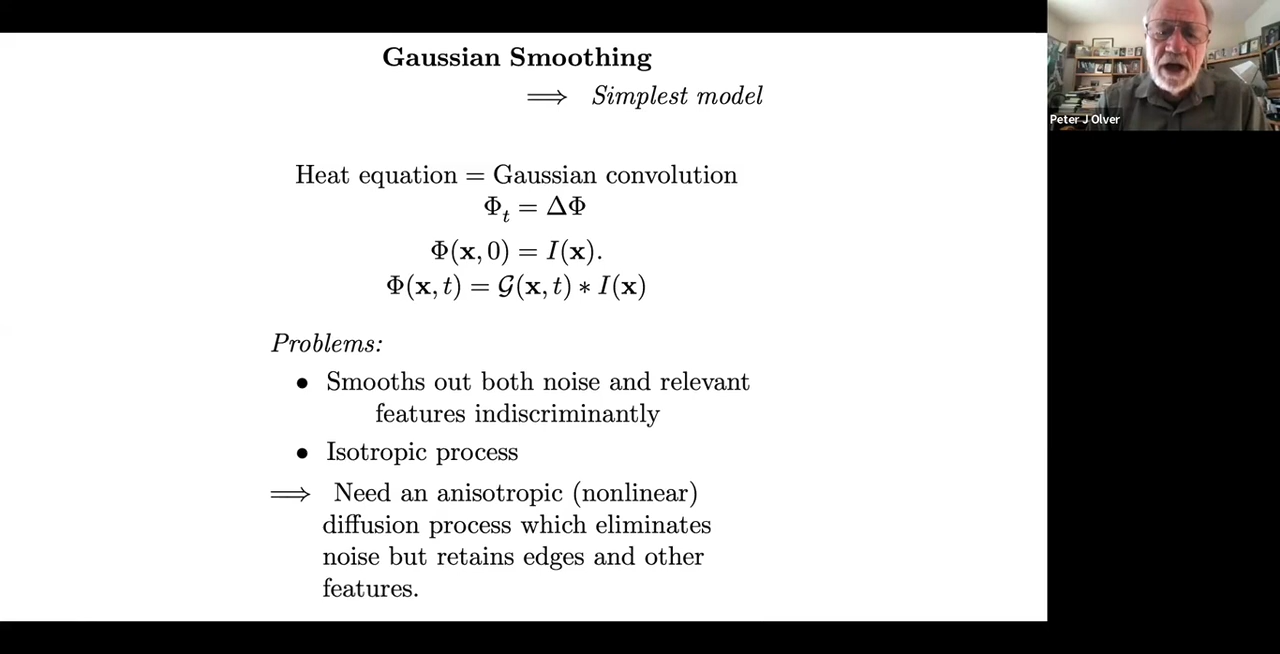 Gaussian Smoothing
⟹ Simplest model
Heat equation = Gaussian convolution
Φₜ = ΔΦ
Φ(x, 0) = I(x).
Φ(x, t) = 𝒢(x, t) ∗ I(x)
Problems:
• Smooths out both noise and relevant
features indiscriminantly
• Isotropic process
⟹ Need an anisotropic (nonlinear)
diffusion process which eliminates
noise but retains edges and other
features.
Peter J Olver